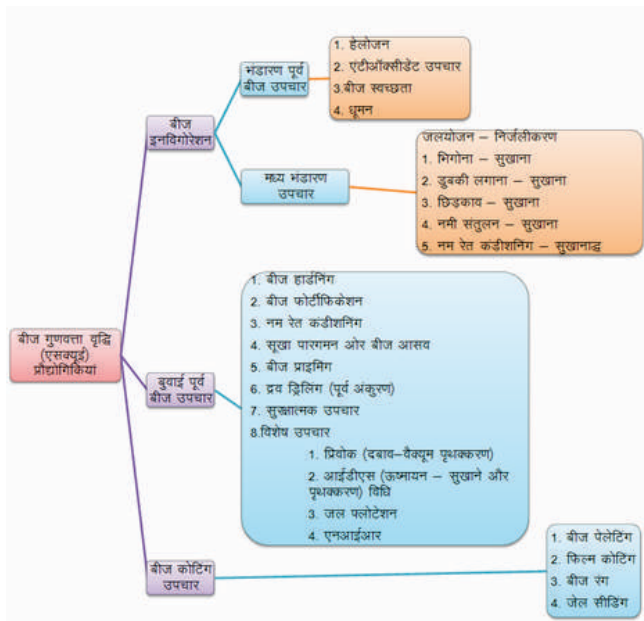 बीज गुणवत्ता वृद्धि
(एसक्यूई)
प्रौद्योगिकियां
बीज
इनविगोरेशन
भंडारण पूर्व
बीज उपचार
1. हेलोजन
2. एंटीऑक्सीडेंट उपचार
3.बीज स्वच्छता
4. धूमन
मध्य भंडारण
उपचार
जलयोजन – निर्जलीकरण
1. भिगोना – सुखाना
2. डुबकी लगाना – सुखाना
3. छिड़काव – सुखाना
4. नमी संतुलन – सुखाना
5. नम रेत कंडीशनिंग – सुखानाद्ध
बुवाई पूर्व
बीज उपचार
1. बीज हार्डनिंग
2. बीज फोर्टीफिकेशन
3. नम रेत कंडीशनिंग
4. सूखा पारगमन ओर बीज आसव
5. बीज प्राइमिंग
6. द्रव ड्रिलिंग (पूर्व अंकुरण)
7. सुरक्षात्मक उपचार
8.विशेष उपचार
1. प्रिवोक (दबाव–वैक्यूम पृथक्करण)
2. आईडीएस (ऊष्मायन – सुखाने और
पृथक्करण) विधि
3. जल फ्लोटेशन
4. एनआईआर
बीज कोटिंग
उपचार
1. बीज पेलेटिंग
2. फिल्म कोटिंग
3. बीज रंग
4. जेल सीडिंग